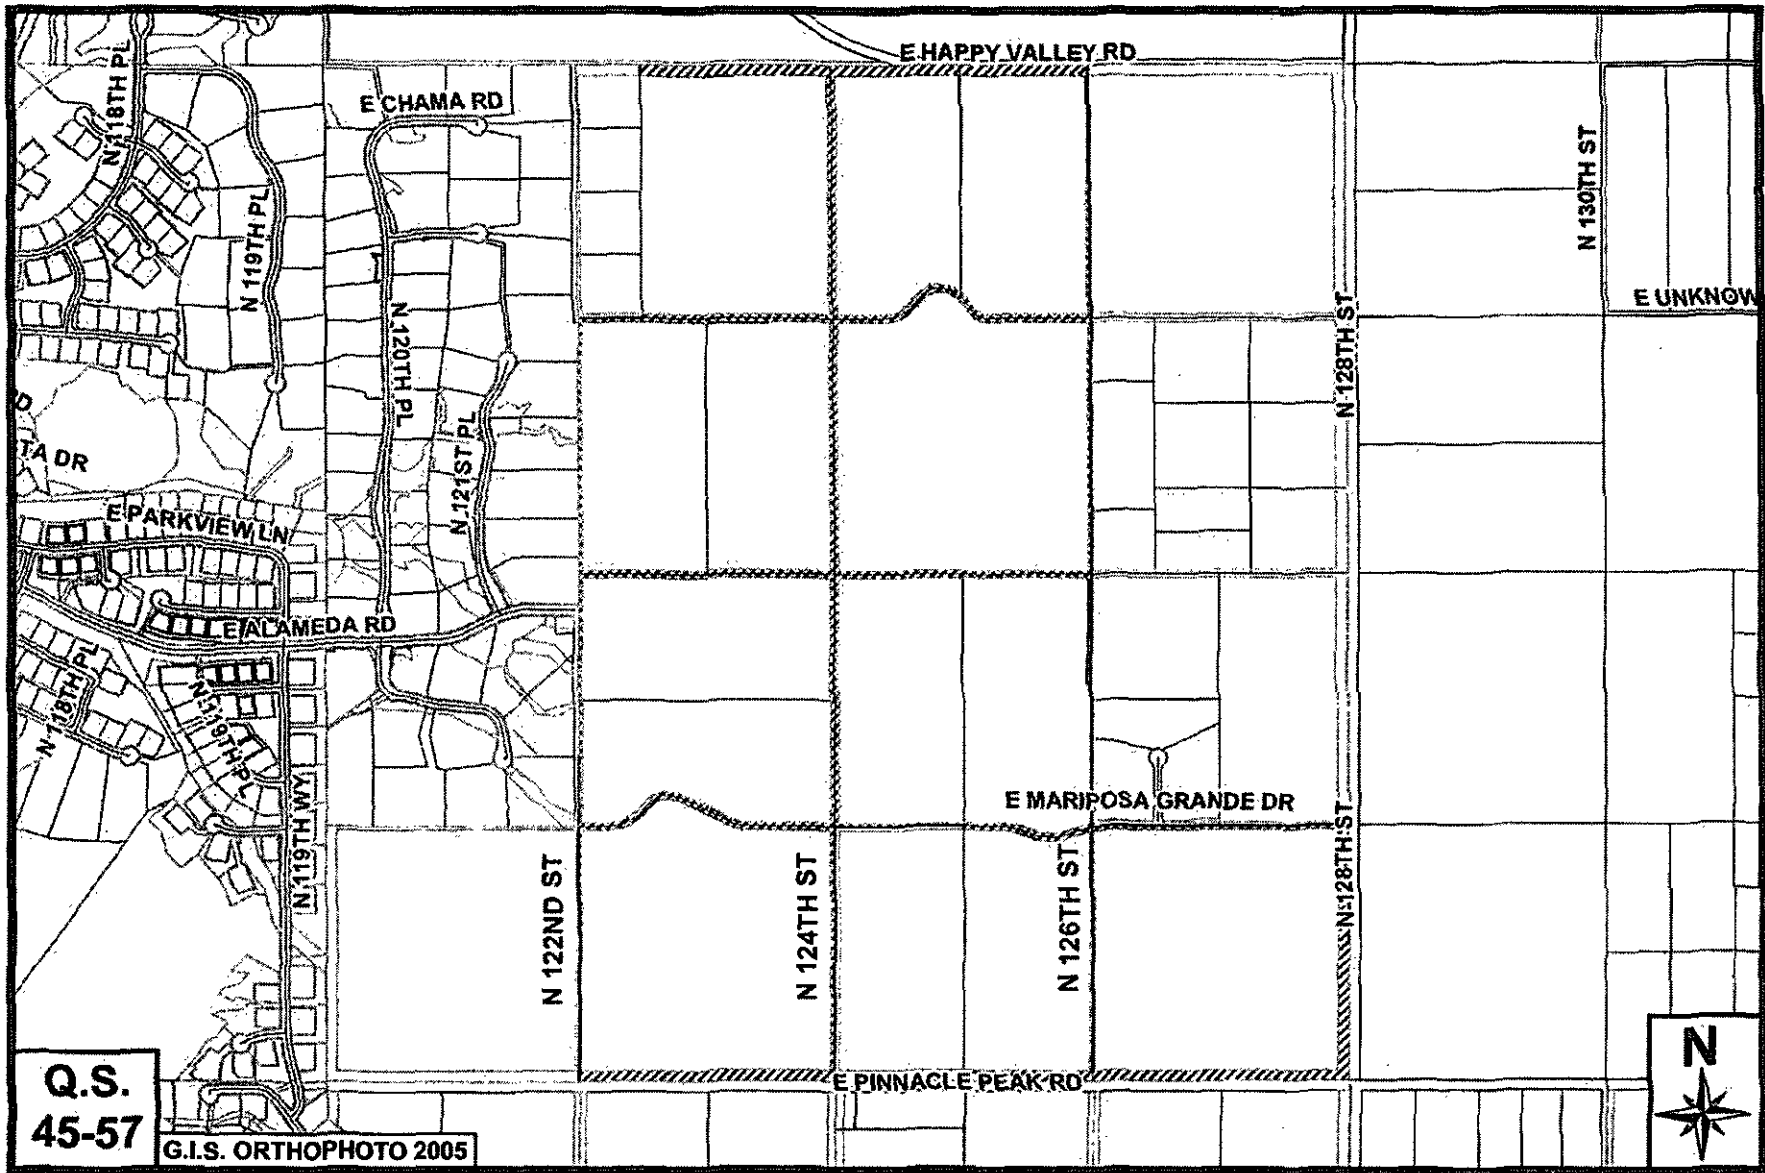 E HAPPY VALLEY RD
E CHAMA RD
N 118TH PL
N 119TH PL
N 130TH ST
E UNKNOW
N 120TH PL
N 128TH ST
TA DR
N 121ST PL
E PARKVIEW LN
E ALAMEDA RD
N 118TH PL
N 119TH PL
E MARIPOSA GRANDE DR
N 119TH WY
N 122ND ST
N 124TH ST
N 126TH ST
N 128TH ST
E PINNACLE PEAK RD
N
Q.S.
45-57
G.I.S. ORTHOPHOTO 2005